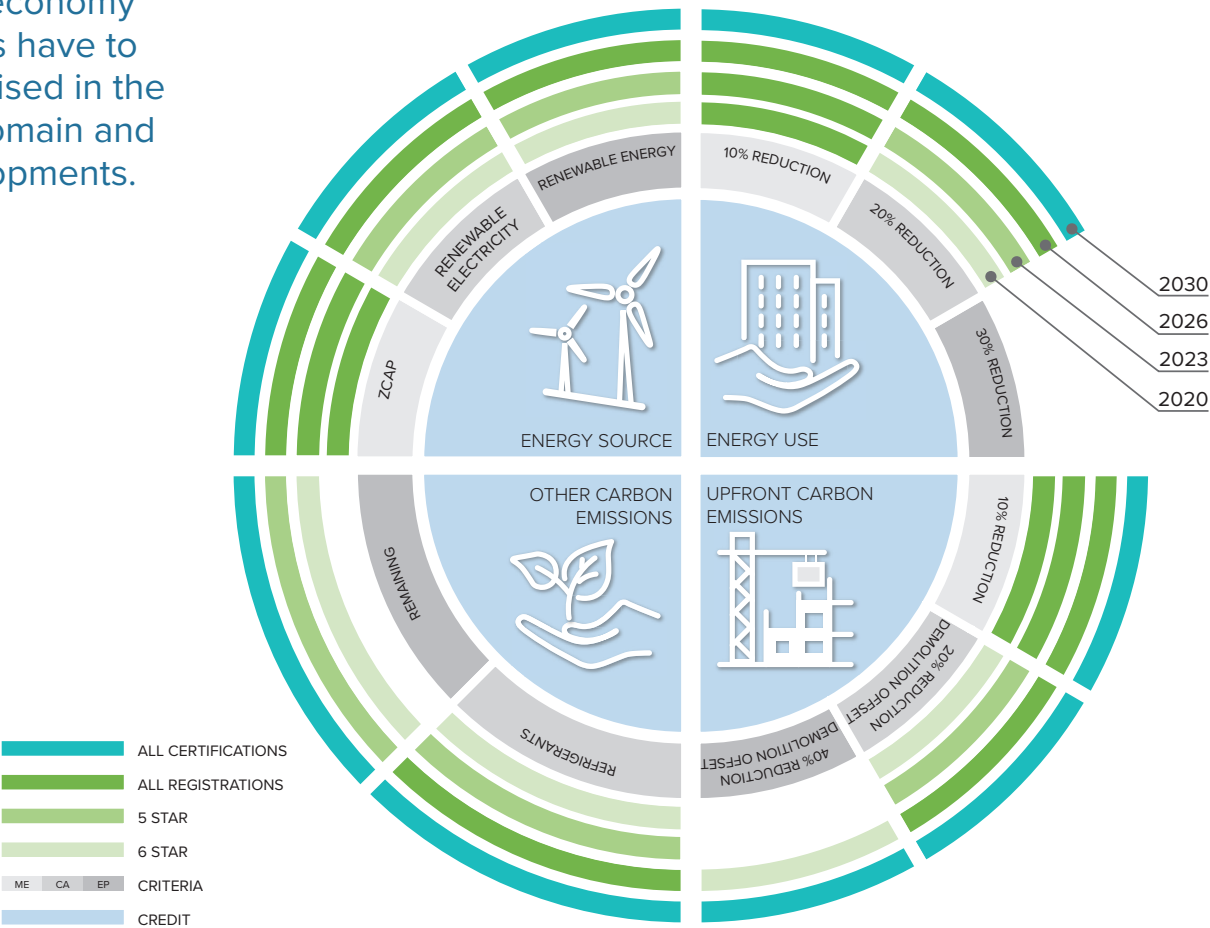 economy
s have to
ised in the
omain and
opments.
RENEWABLE ENERGY
RENEWABLE
ELECTRICITY
ZCAP
10% REDUCTION
20% REDUCTION
30% REDUCTION
2030
2026
2023
2020
ENERGY SOURCE
ENERGY USE
OTHER CARBON
EMISSIONS
UPFRONT CARBON
EMISSIONS
REMAINING
REFRIGERANTS
10% REDUCTION
20% REDUCTION
DEMOLITION OFFSET
40% REDUCTION
DEMOLITION OFFSET
ALL CERTIFICATIONS
ALL REGISTRATIONS
5 STAR
6 STAR
ME CA EP CRITERIA
CREDIT